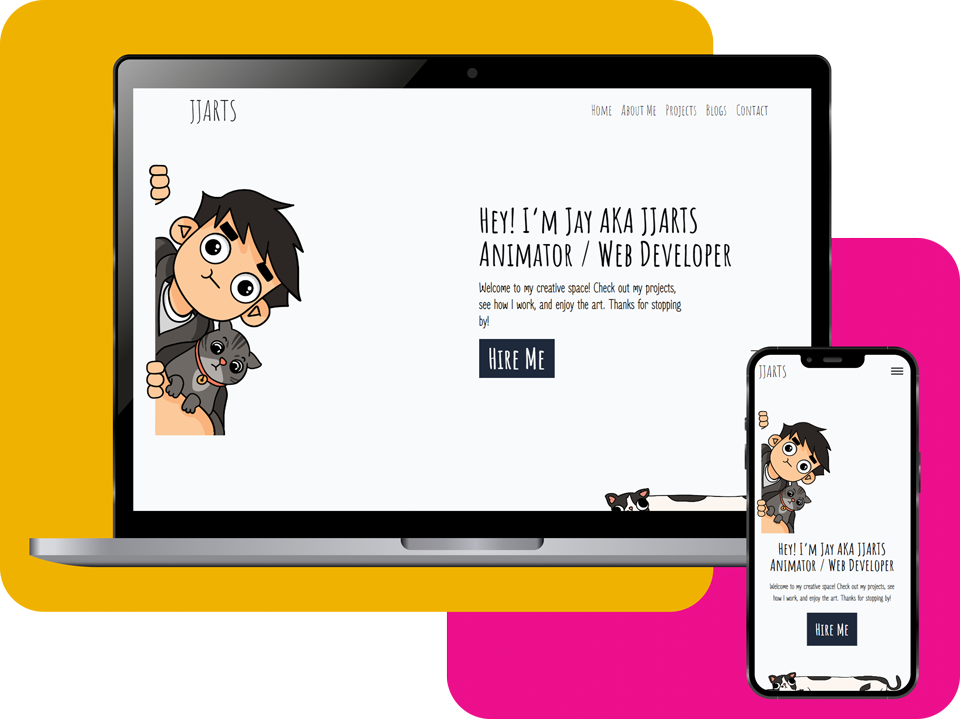 JJARTS
Home About Me Projects Blogs Contact
Hey! I'm Jay AKA JJARTS
Animator / Web Developer
Welcome to my creative space! Check out my projects,
see how I work, and enjoy the art. Thanks for stopping
by!
Hire Me
JJARTS
Hey! I'm Jay AKA JJARTS
Animator / Web Developer
Welcome to my creative space! Check out my projects, see
how I work, and enjoy the art. Thanks for stopping by!
Hire Me